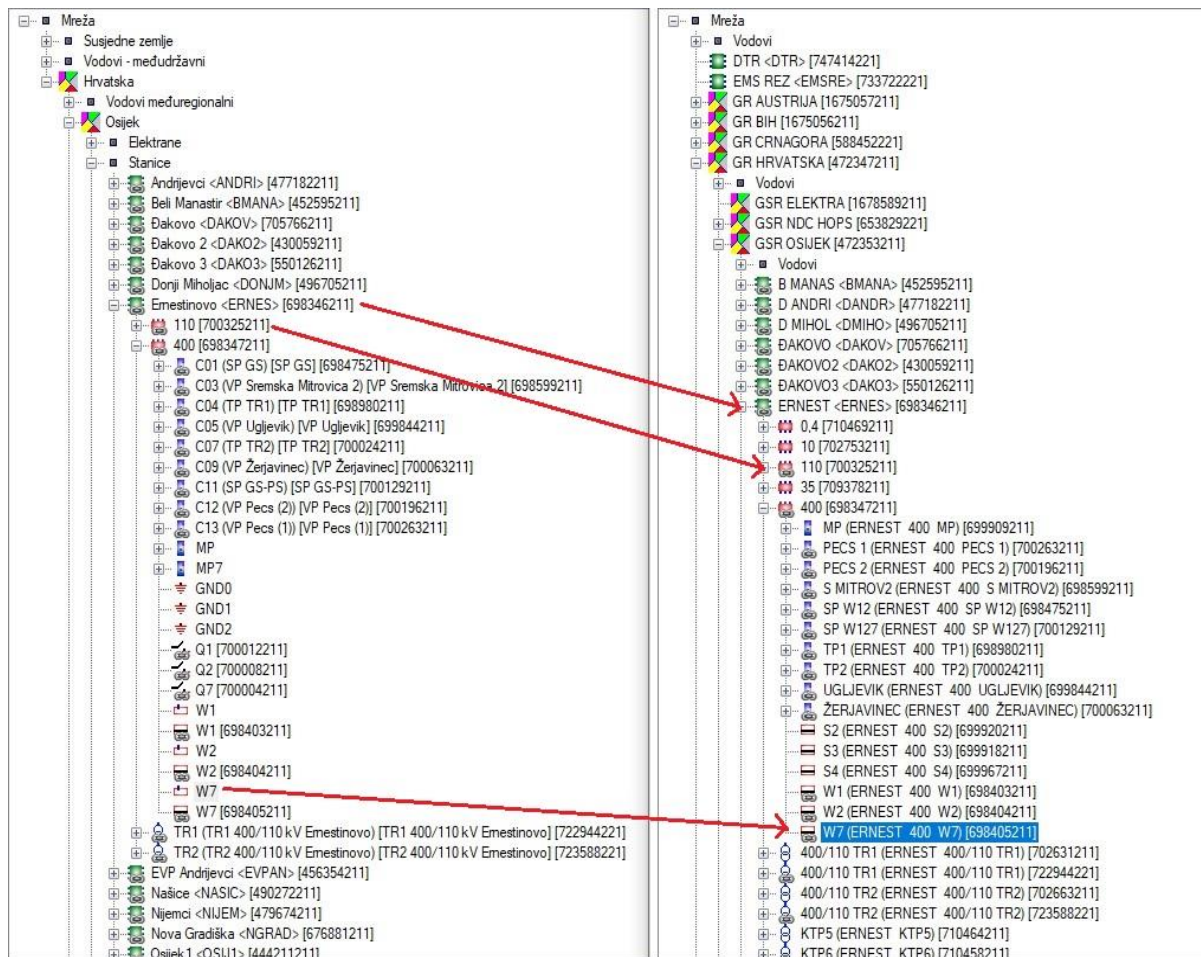 Mreža
Susjedne zemlje
Vodovi - međudržavni
Hrvatska
Vodovi međuregionalni
Osijek
Elektrane
Stanice
Andrijevci <ANDRI> [477182211]
Beli Manastir <BMANA> [452595211]
Đakovo <DAKOV> [705766211]
Đakovo 2 <DAKO2> [430059211]
Đakovo 3 <DAKO3> [550126211]
Donji Miholjac <DONJM> [496705211]
Ernestinovo <ERNES> [698346211]
110 [700325211]
400 [698347211]
C01 (SP GS) [SP GS] [698475211]
C03 (VP Sremska Mitrovica 2) [VP Sremska Mitrovica 2] [698599211]
C04 (TP TR1) [TP TR1] [698980211]
C05 (VP Ugljevik) [VP Ugljevik] [699844211]
C07 (TP TR2) [TP TR2] [700024211]
C09 (VP Žerjavinec) [VP Žerjavinec] [700063211]
C11 (SP GS-PS) [SP GS-PS] [700129211]
C12 (VP Pecs (2)) [VP Pecs (2)] [700196211]
C13 (VP Pecs (1)) [VP Pecs (1)] [700263211]
MP
MP7
GND0
GND1
GND2
Q1 [700012211]
Q2 [700008211]
Q7 [700004211]
W1
W1 [698403211]
W2
W2 [698404211]
W7
W7 [698405211]
TR1 (TR1 400/110 kV Ernestinovo) [TR1 400/110 kV Ernestinovo] [722944221]
TR2 (TR2 400/110 kV Ernestinovo) [TR2 400/110 kV Ernestinovo] [723588221]
EVP Andrijevci <EVPAN> [456354211]
Našice <NASIC> [490272211]
Nijemci <NIJEM> [479674211]
Nova Gradiška <NGRAD> [676881211]
Osijek 1 <OSIJ1> [444211211]
Mreža
Vodovi
DTR <DTR> [747414221]
EMS REZ <EMSRE> [733722221]
GR AUSTRIJA [1675057211]
GR BIH [1675056211]
GR CRNAGORA [588452221]
GR HRVATSKA [472347211]
Vodovi
GSR ELEKTRA [1678589211]
GSR NDC HOPS [653829221]
GSR OSIJEK [472353211]
Vodovi
B MANAS <BMANA> [452595211]
D ANDRI <DANDR> [477182211]
D MIHOL <DMIHO> [496705211]
ĐAKOVO <DAKOV> [705766211]
ĐAKOVO2 <DAKO2> [430059211]
ĐAKOVO3 <DAKO3> [550126211]
ERNEST <ERNES> [698346211]
0,4 [710469211]
10 [702753211]
110 [700325211]
35 [709378211]
400 [698347211]
MP (ERNEST 400 MP) [699909211]
PECS 1 (ERNEST 400 PECS 1) [700263211]
PECS 2 (ERNEST 400 PECS 2) [700196211]
S MITROV2 (ERNEST 400 S MITROV2) [698599211]
SP W12 (ERNEST 400 SP W12) [698475211]
SP W127 (ERNEST 400 SP W127) [700129211]
TP1 (ERNEST 400 TP1) [698980211]
TP2 (ERNEST 400 TP2) [700024211]
UGLJEVIK (ERNEST 400 UGLJEVIK) [699844211]
ŽERJAVINEC (ERNEST 400 ŽERJAVINEC) [700063211]
S2 (ERNEST 400 S2) [699920211]
S3 (ERNEST 400 S3) [699918211]
S4 (ERNEST 400 S4) [699967211]
W1 (ERNEST 400 W1) [698403211]
W2 (ERNEST 400 W2) [698404211]
W7 (ERNEST 400 W7) [698405211]
400/110 TR1 (ERNEST 400/110 TR1) [702631211]
400/110 TR1 (ERNEST 400/110 TR1) [722944221]
400/110 TR2 (ERNEST 400/110 TR2) [702663211]
400/110 TR2 (ERNEST 400/110 TR2) [723588221]
KTP5 (ERNEST KTP5) [710464211]
KTP6 (ERNEST KTP6) [710458211]